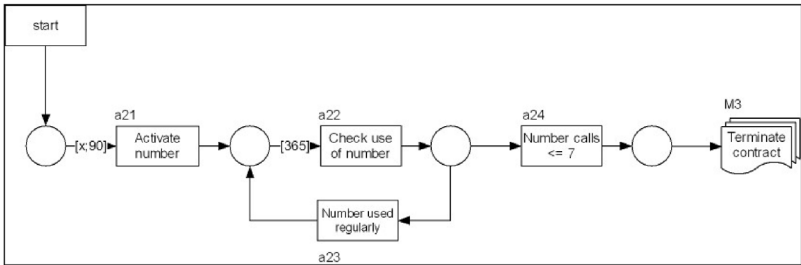 start
a21
a22
a24
M3
[x;90]
Activate
number
[365]
Check use
of number
Number calls
<= 7
Terminate
contract
Number used
regularly
a23